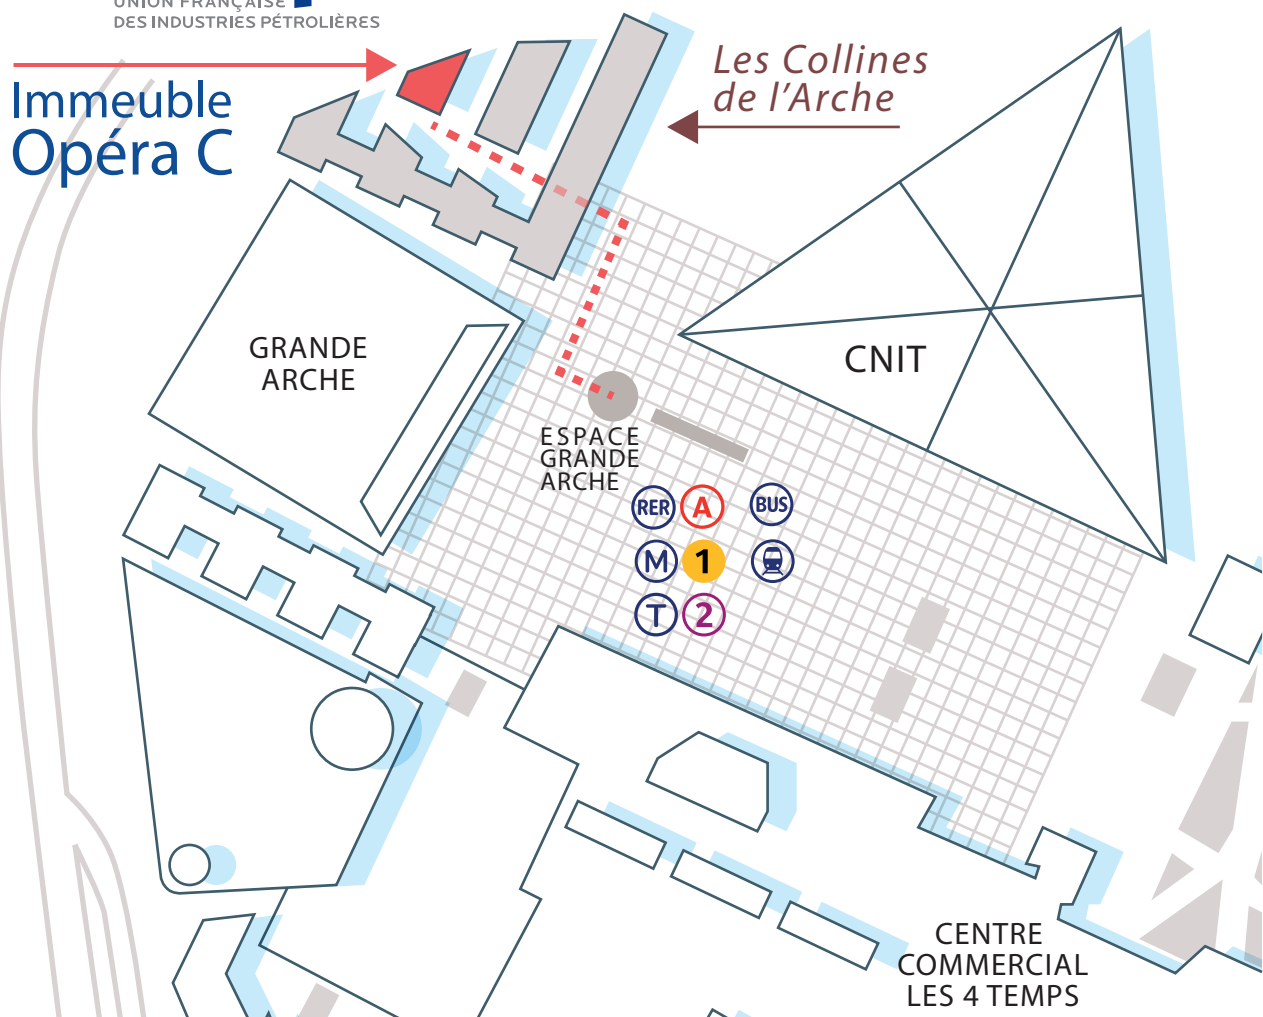 UNION FRANÇAISE
DES INDUSTRIES PÉTROLIÈRES
Immeuble
Opéra C
Les Collines
de l'Arche
GRANDE
ARCHE
CNIT
ESPACE
GRANDE
ARCHE
RER A BUS
M 1
T 2
CENTRE
COMMERCIAL
LES 4 TEMPS